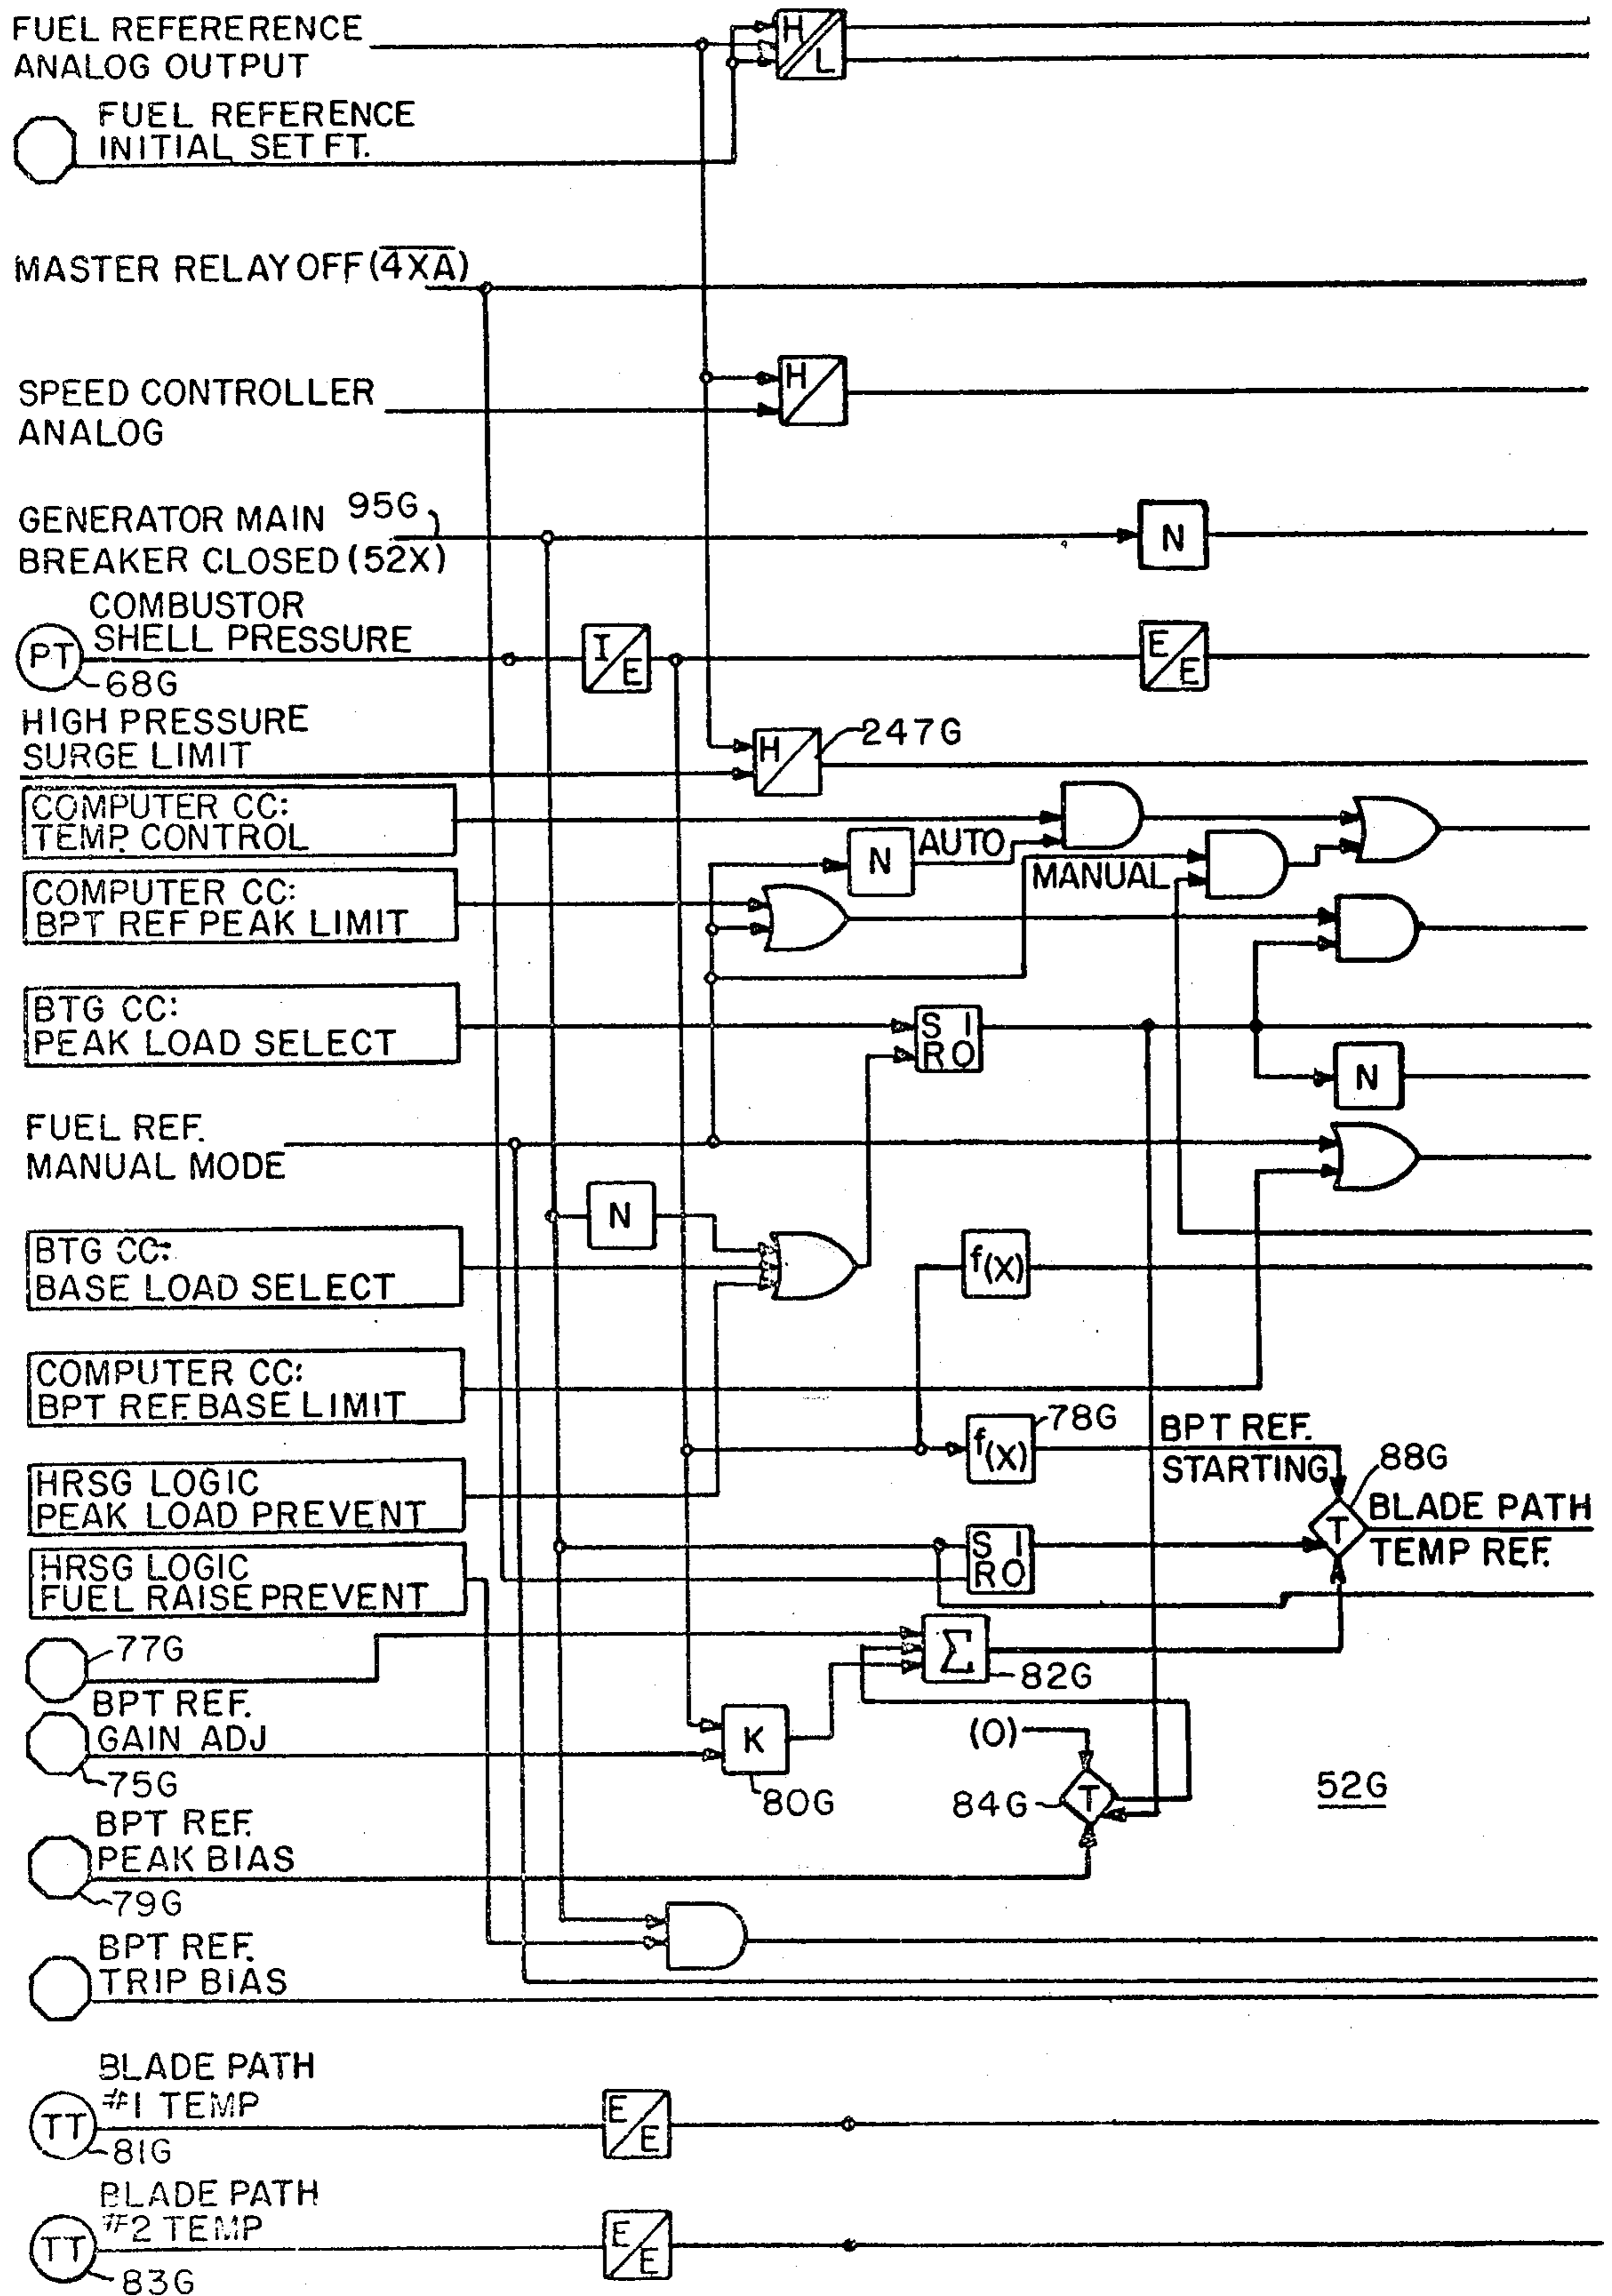 FUEL REFERERENCE
ANALOG OUTPUT
H
L
FUEL REFERENCE
INITIAL SET FT.
MASTER RELAY OFF (4XA)
SPEED CONTROLLER
ANALOG
H
GENERATOR MAIN 95G
BREAKER CLOSED (52X)
N
COMBUSTOR
SHELL PRESSURE
PT
68G
I
E
E
E
HIGH PRESSURE
SURGE LIMIT
H
247G
COMPUTER CC:
TEMP. CONTROL
N
AUTO
MANUAL
COMPUTER CC:
BPT REF PEAK LIMIT
BTG CC:
PEAK LOAD SELECT
S I
R O
N
FUEL REF.
MANUAL MODE
N
BTG CC:
BASE LOAD SELECT
f(X)
COMPUTER CC:
BPT REF. BASE LIMIT
f(X)
78G
BPT REF.
STARTING
88G
T
BLADE PATH
TEMP REF.
HRSG LOGIC
PEAK LOAD PREVENT
S I
R O
HRSG LOGIC
FUEL RAISE PREVENT
77G
Σ
82G
BPT REF.
GAIN ADJ
75G
K
80G
(O)
84G
T
52G
BPT REF.
PEAK BIAS
79G
BPT REF.
TRIP BIAS
BLADE PATH
#1 TEMP
TT
81G
E
E
BLADE PATH
#2 TEMP
TT
83G
E
E